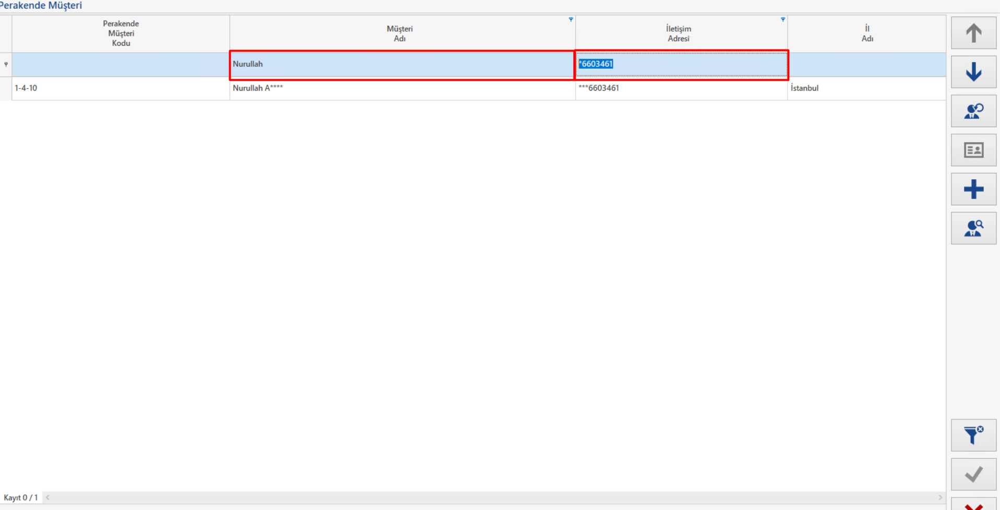 Perakende Müşteri
Perakende
Müşteri
Kodu
Müşteri
Adı
İletişim
Adresi
İl
Adı
Nurullah
*6603461
1-4-10
Nurullah A****
***6603461
İstanbul
Kayıt 0 / 1